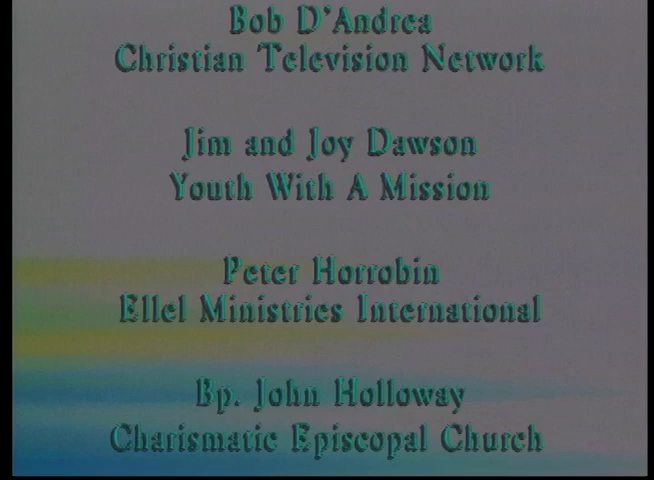 Bob D'Andrea
Christian Television Network
Jim and Joy Dawson
Youth With A Mission
Peter Horrobin
Ellel Ministries International
Bp. John Holloway
Charismatic Episcopal Church